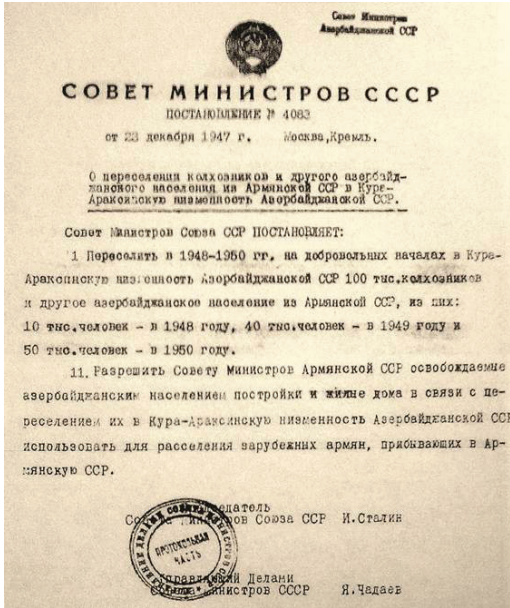 Совет Министров
Азербайджанской ССР
СОВЕТ МИНИСТРОВ СССР
ПОСТАНОВЛЕНИЕ № 4083
от 23 декабря 1947 г. Москва,Кремль.
О переселении колхозников и другого азербайд-
жанского населения из Армянской ССР в Кура-
Араксинскую низменность Азербайджанской ССР.
Совет Министров Союза ССР ПОСТАНОВЛЯЕТ:
1 Переселить в 1948-1950 гг. на добровольных началах в Кура-
Араксинскую низменность Азербайджанской ССР 100 тыс.колхозников
и другое азербайджанское население из Армянской ССР, из них:
10 тыс.человек - в 1948 году, 40 тыс.человек - в 1949 году и
50 тыс.человек - в 1950 году.
11. Разрешить Совету Министров Армянской ССР освобождаемые
азербайджанским населением постройки и жилые дома в связи с пе-
реселением их в Кура-Араксинскую низменность Азербайджанской ССР
использовать для расселения зарубежных армян, прибывающих в Ар-
мянскую ССР.
Председатель
Совета Министров Союза ССР И.Сталин
ПРОТОКОЛЬНАЯ
ЧАСТЬ
Управляющий Делами
Совета Министров СССР Я.Чадаев